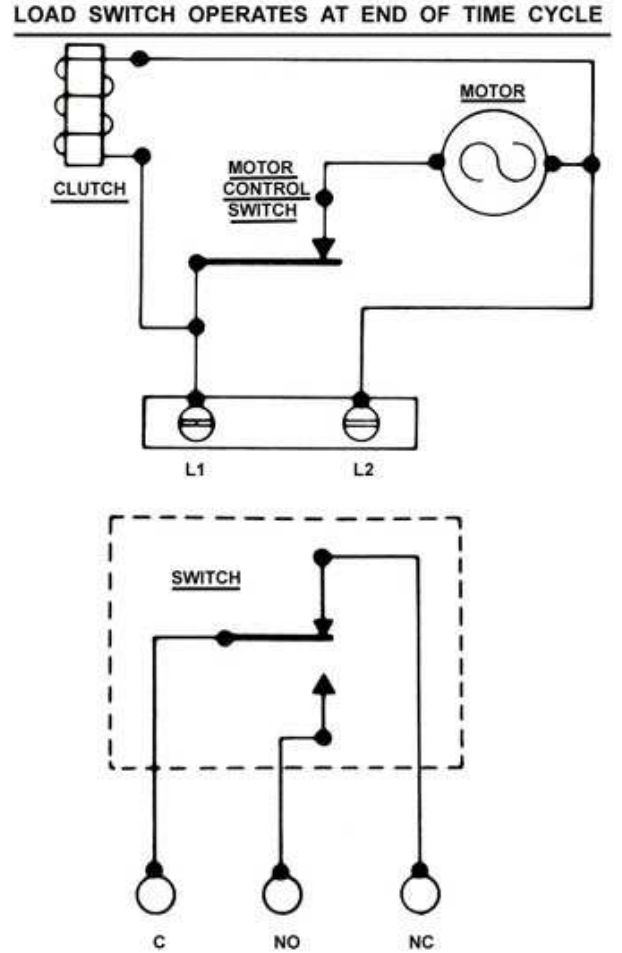 LOAD SWITCH OPERATES AT END OF TIME CYCLE
MOTOR
MOTOR
CONTROL
SWITCH
CLUTCH
L1
L2
SWITCH
C
NO
NC